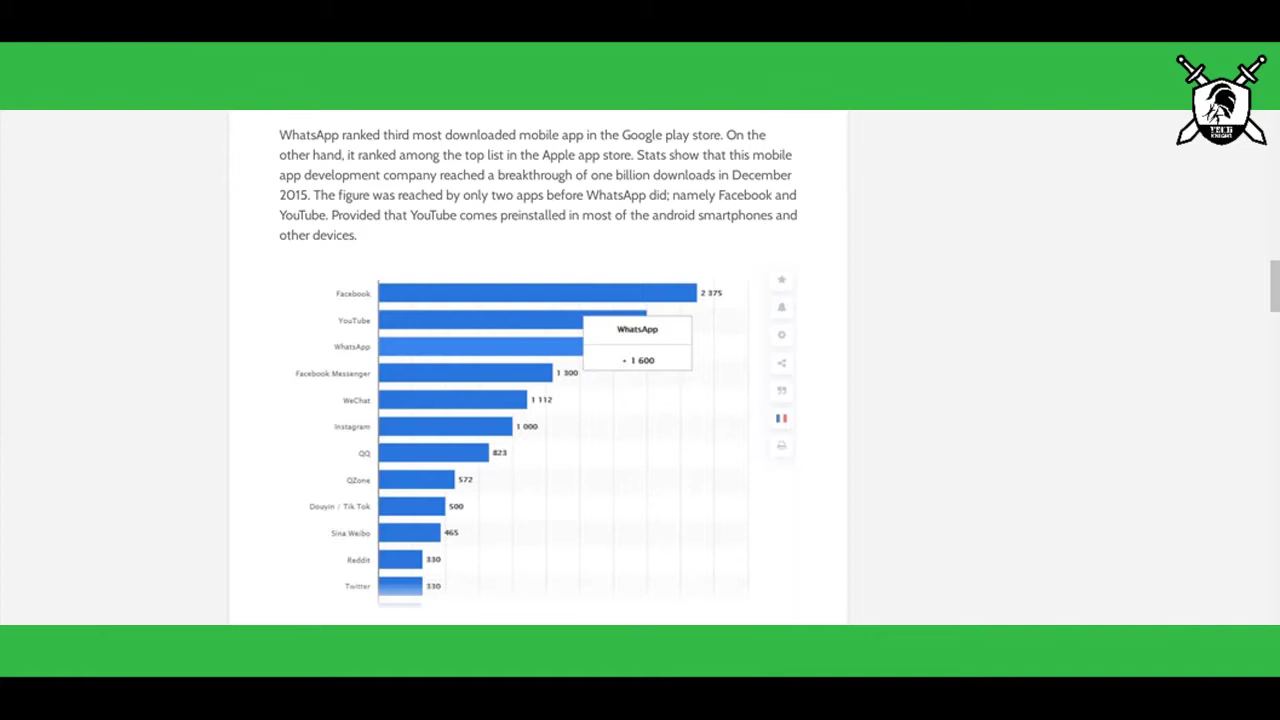 WhatsApp ranked third most downloaded mobile app in the Google play store. On the
other hand, it ranked among the top list in the Apple app store. Stats show that this mobile
app development company reached a breakthrough of one billion downloads in December
2015. The figure was reached by only two apps before WhatsApp did; namely Facebook and
YouTube. Provided that YouTube comes preinstalled in most of the android smartphones and
other devices.
Facebook 2 375
YouTube
WhatsApp
WhatsApp
• 1 600
Facebook Messenger 1 300
WeChat 1 112
Instagram 1 000
QQ 823
QZone 572
Douyin / Tik Tok 500
Sina Weibo 465
Reddit 330
Twitter 330
TECH
KNIGHT